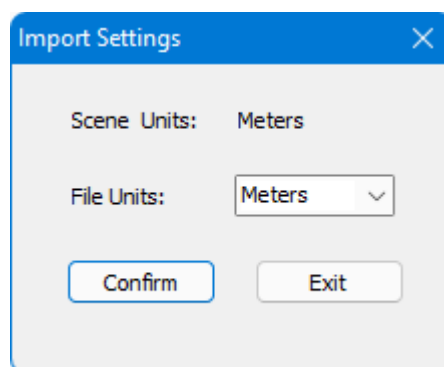 Import Settings
Scene Units: Meters
File Units: Meters
Confirm Exit